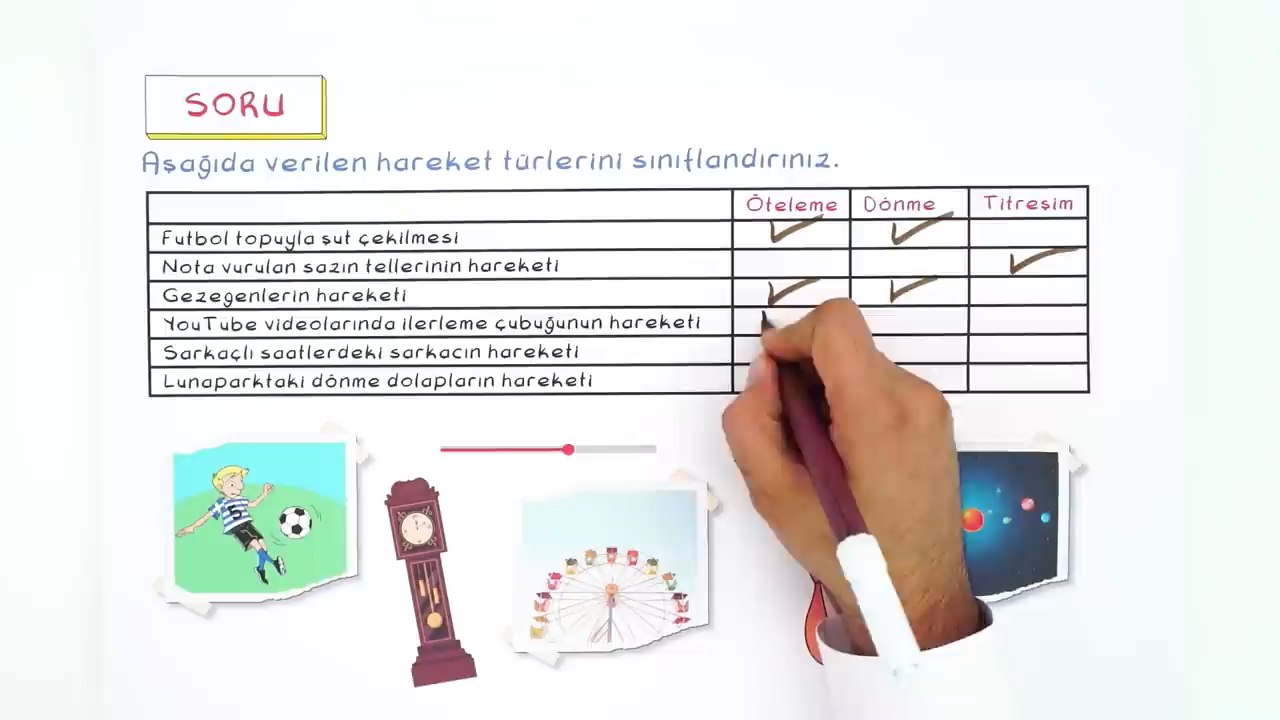 SORU
Aşağıda verilen hareket türlerini sınıflandırınız.
Öteleme Dönme Titreşim
Futbol topuyla şut çekilmesi
Nota vurulan sazın tellerinin hareketi
Gezegenlerin hareketi
YouTube videolarında ilerleme çubuğunun hareketi
Sarkaçlı saatlerdeki sarkacın hareketi
Lunaparktaki dönme dolapların hareketi
5